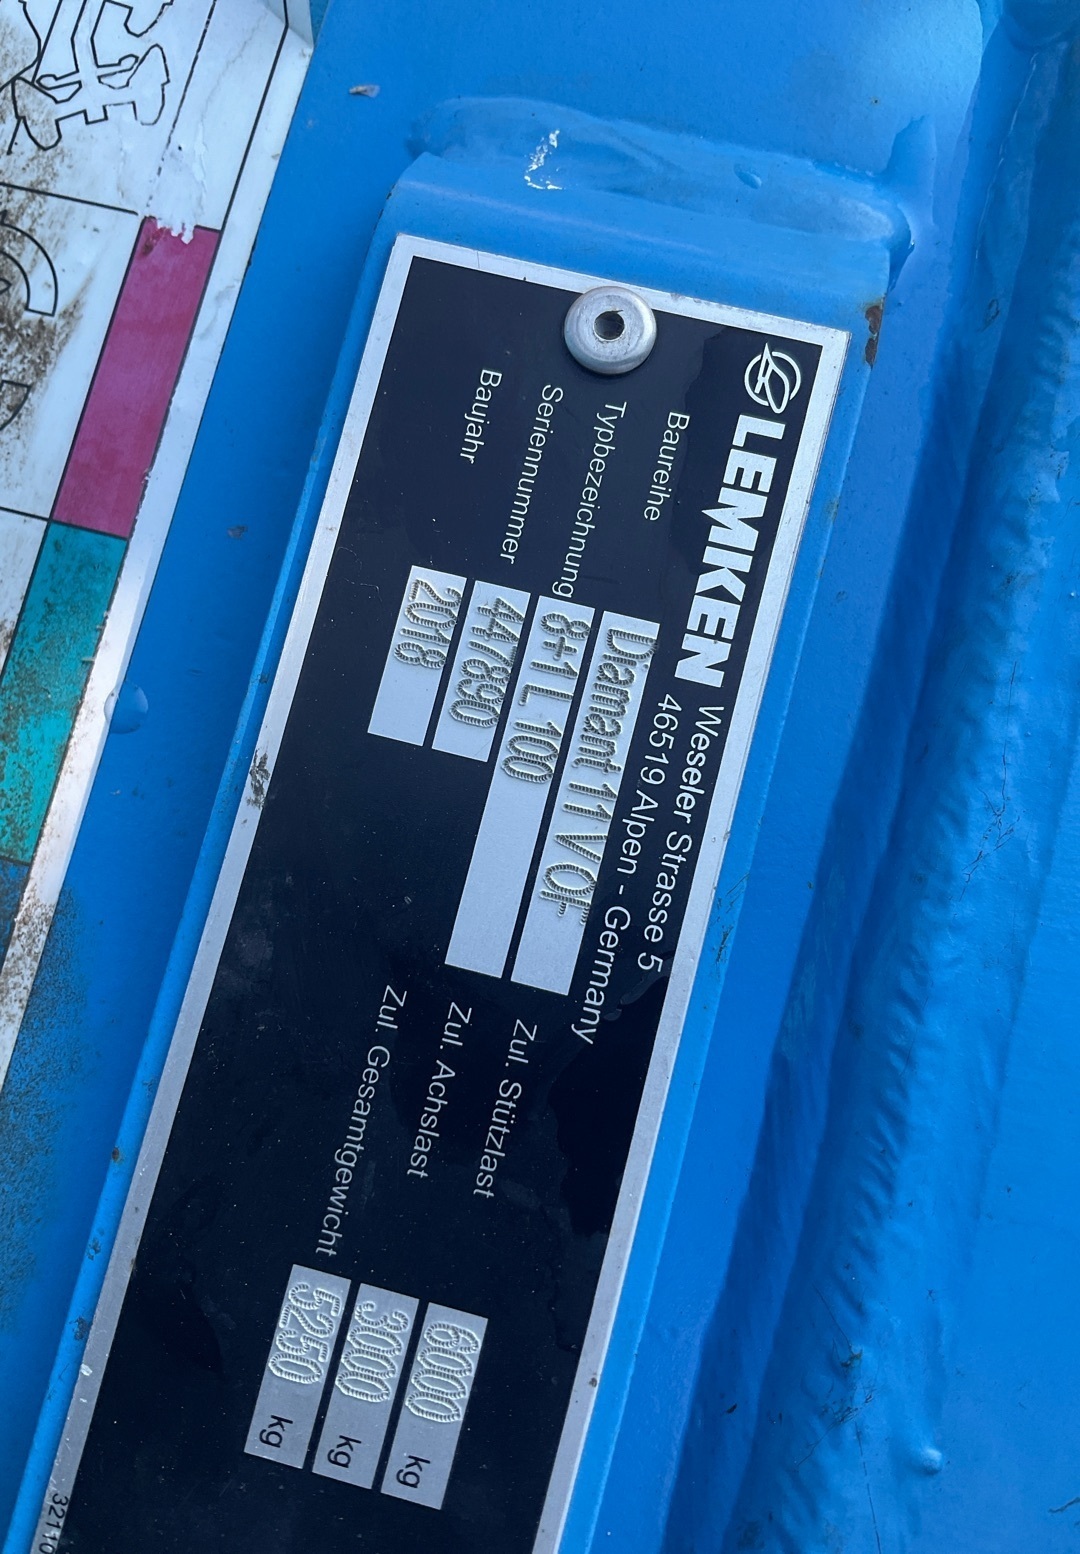 LEMKEN Weseler Strasse 5
46519 Alpen - Germany
Baureihe Diamant 11 V OF
Typbezeichnung 8+1 L 100
Seriennummer 447890
Baujahr 2018
Zul. Stützlast 6000 kg
Zul. Achslast 3000 kg
Zul. Gesamtgewicht 5250 kg